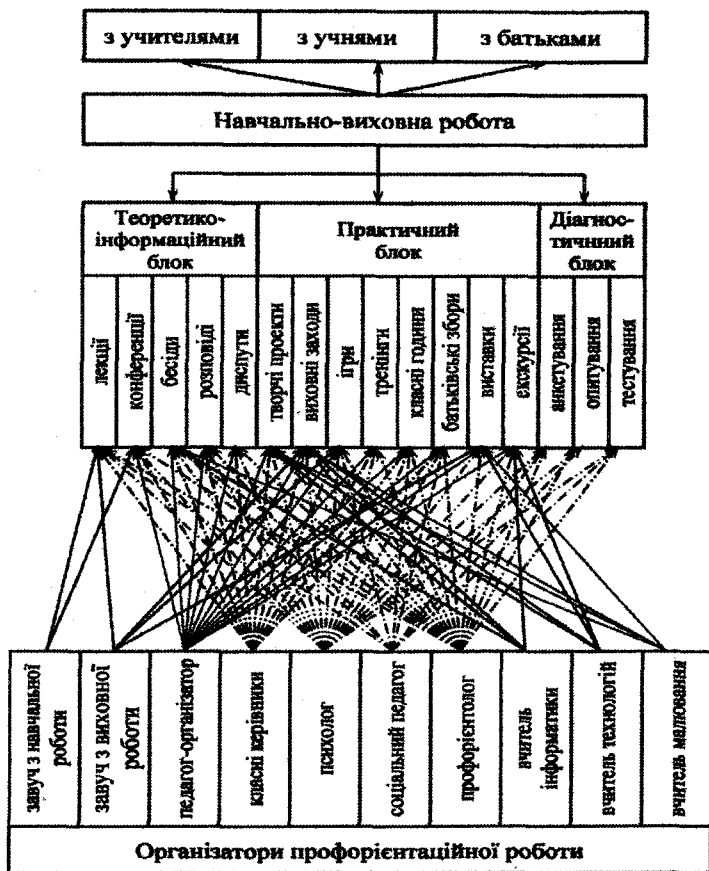 з учителями
з учнями
з батьками
Навчально-виховна робота
Теоретико-
інформаційний
блок
Практичний
блок
Діагнос-
тичнний
блок
лекції
конференції
бесіди
розповіді
диспути
творчі проекти
виховні заходи
ігри
тренінги
класні години
батьківські збори
виставки
екскурсії
анкетування
опитування
тестування
завуч з навчальної
роботи
завуч з виховної
роботи
педагог-організатор
класні керівники
психолог
соціальний педагог
профорієнтолог
вчитель
інформатики
вчитель технологій
вчитель малювання
Організатори профорієнтаційної роботи